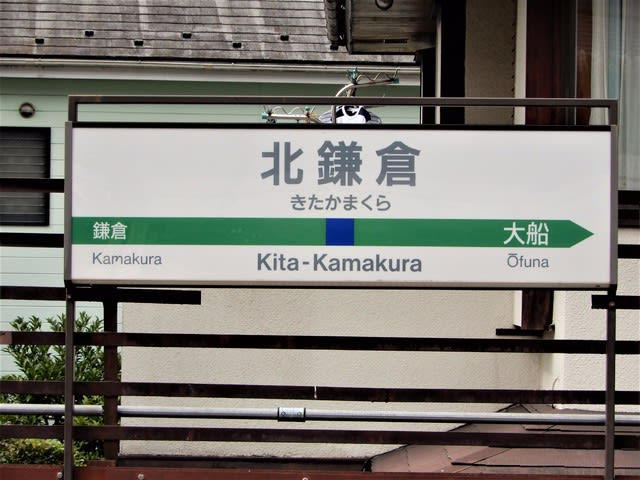 北鎌倉
きたかまくら
鎌倉
大船
Kamakura
Kita-Kamakura
Ōfuna